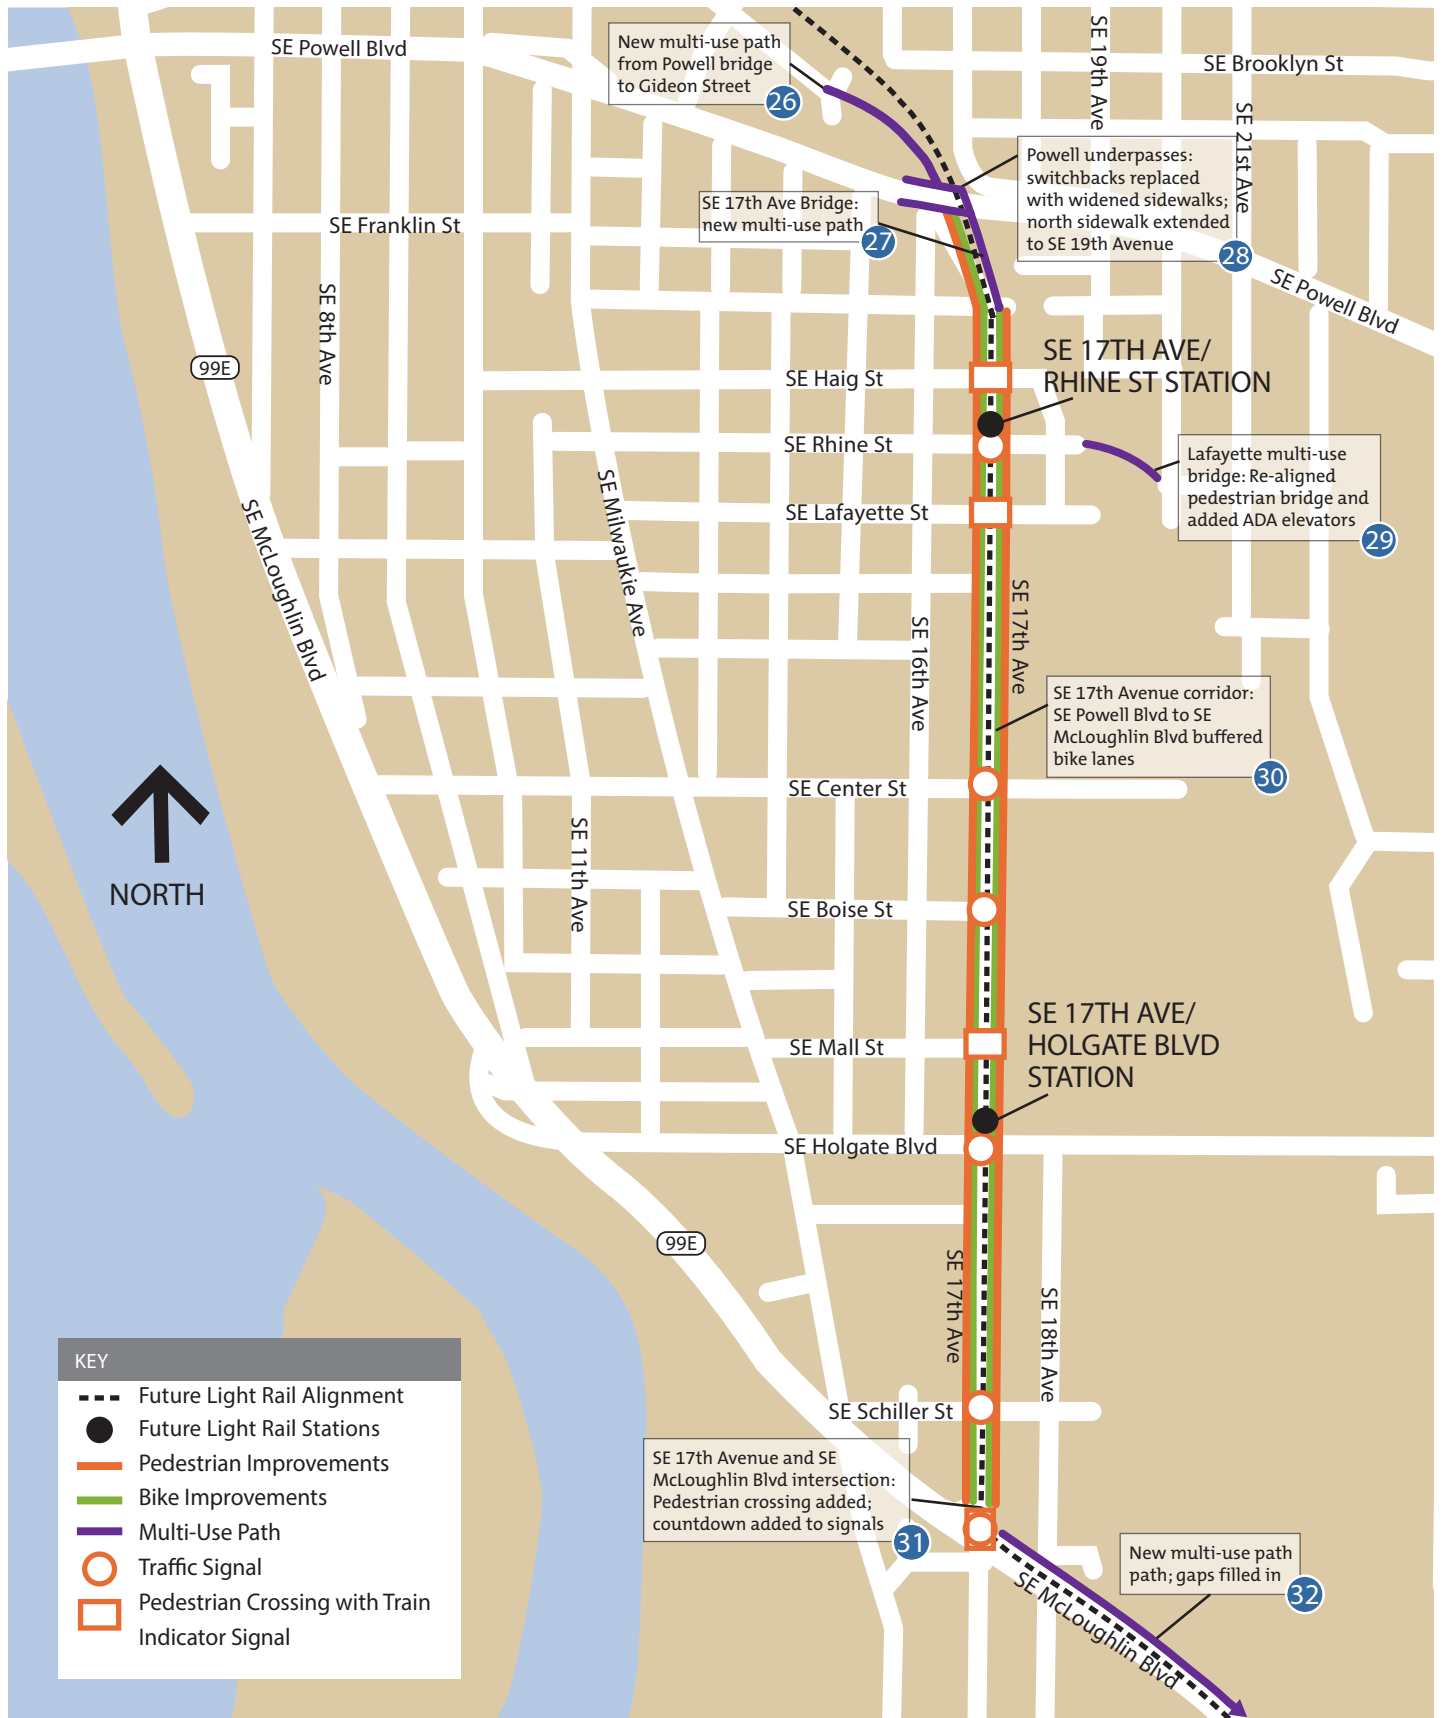 SE Powell Blvd
New multi-use path
from Powell bridge
to Gideon Street
26
SE 19th Ave
SE Brooklyn St
SE 21st Ave
Powell underpasses:
switchbacks replaced
with widened sidewalks;
north sidewalk extended
to SE 19th Avenue
28
SE 17th Ave Bridge:
new multi-use path
27
SE Franklin St
SE Powell Blvd
SE 8th Ave
99E
SE 17TH AVE/
RHINE ST STATION
SE Haig St
SE Rhine St
Lafayette multi-use
bridge: Re-aligned
pedestrian bridge and
added ADA elevators
29
SE McLoughlin Blvd
SE Milwaukie Ave
SE Lafayette St
SE 17th Ave
SE 16th Ave
SE 17th Avenue corridor:
SE Powell Blvd to SE
McLoughlin Blvd buffered
bike lanes
30
SE Center St
NORTH
SE 11th Ave
SE Boise St
SE 17TH AVE/
HOLGATE BLVD
STATION
SE Mall St
SE Holgate Blvd
99E
SE 17th Ave
SE 18th Ave
SE Schiller St
SE 17th Avenue and SE
McLoughlin Blvd intersection:
Pedestrian crossing added;
countdown added to signals
31
New multi-use path
path; gaps filled in
32
SE McLoughlin Blvd
KEY
Future Light Rail Alignment
Future Light Rail Stations
Pedestrian Improvements
Bike Improvements
Multi-Use Path
Traffic Signal
Pedestrian Crossing with Train
Indicator Signal